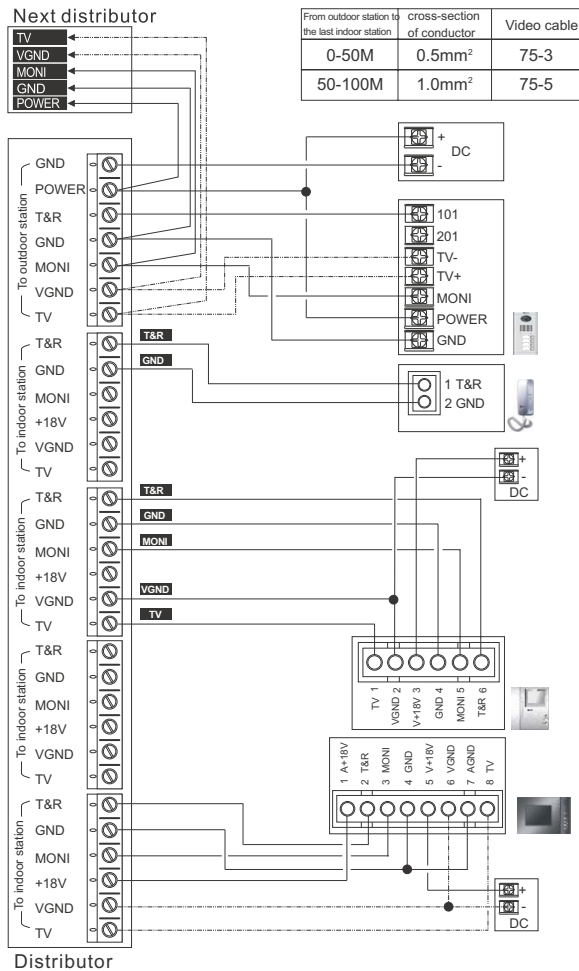 Next distributor
TV
VGND
MONI
GND
POWER
From outdoor station to the last indoor station
cross-section of conductor
Video cable
0-50M
0.5mm²
75-3
50-100M
1.0mm²
75-5
To outdoor station
GND
POWER
T&R
GND
MONI
VGND
TV
+
DC
-
101
201
TV-
TV+
MONI
POWER
GND
To indoor station
T&R
GND
MONI
+18V
VGND
TV
T&R
GND
1 T&R
2 GND
To indoor station
T&R
GND
MONI
+18V
VGND
TV
T&R
GND
MONI
VGND
TV
+
-
DC
TV 1
VGND 2
V+18V 3
GND 4
MONI 5
T&R 6
To indoor station
T&R
GND
MONI
+18V
VGND
TV
1 A+18V
2 T&R
3 MONI
4 GND
5 V+18V
6 VGND
7 AGND
8 TV
To indoor station
T&R
GND
MONI
+18V
VGND
TV
+
-
DC
Distributor